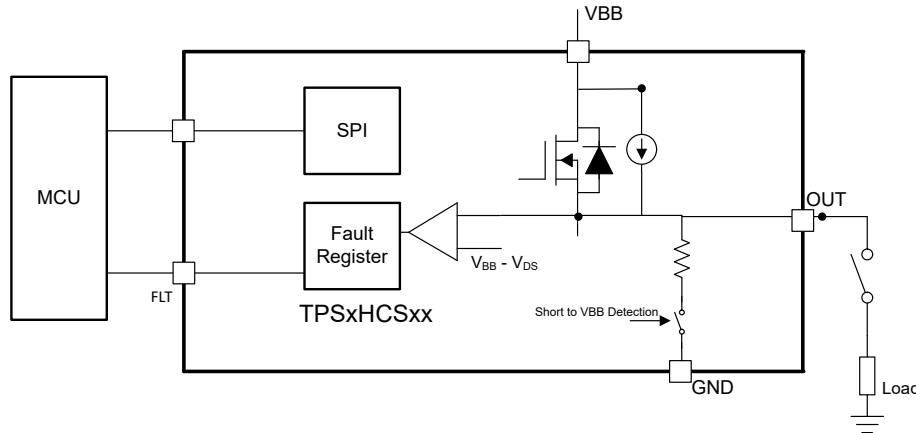 VBB
SPI
MCU
OUT
Fault
Register
V_BB - V_DS
FLT
TPSxHCSxx
Short to VBB Detection
GND
Load